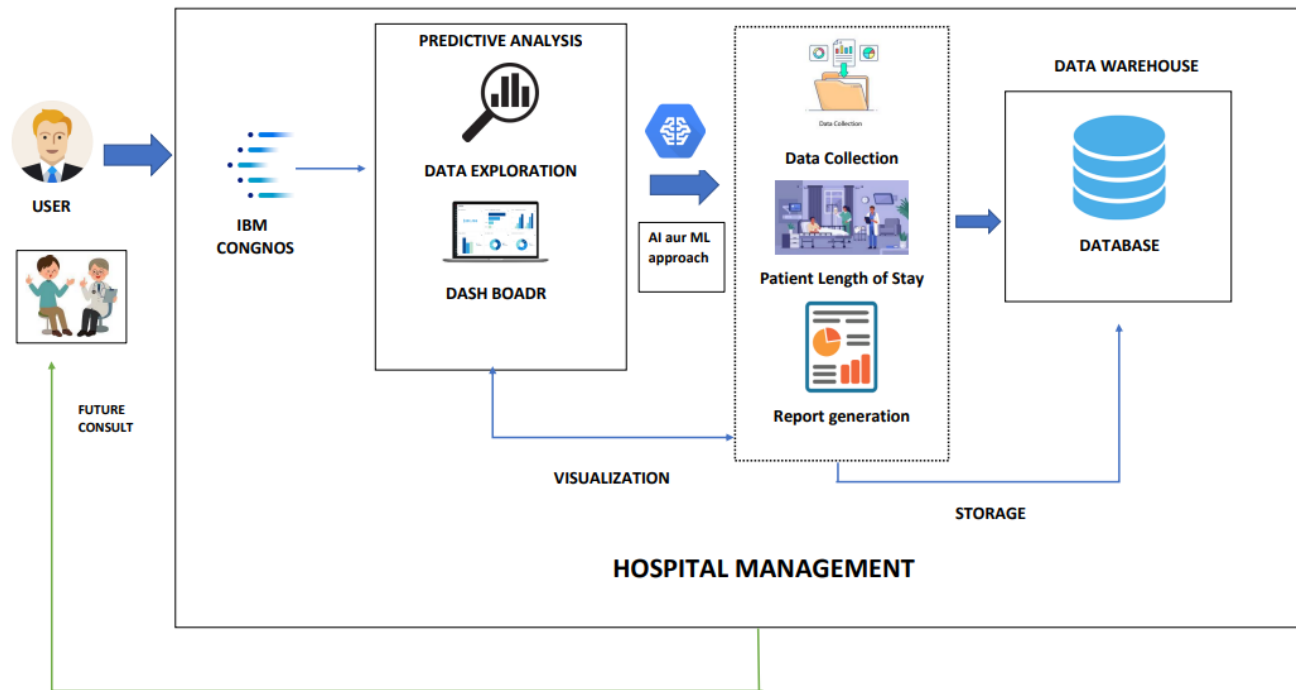 PREDICTIVE ANALYSIS
DATA EXPLORATION
DASH BOADR
USER
IBM
CONGNOS
FUTURE
CONSULT
AI aur ML
approach
Data Collection
Data Collection
Patient Length of Stay
Report generation
DATA WAREHOUSE
DATABASE
VISUALIZATION
STORAGE
HOSPITAL MANAGEMENT